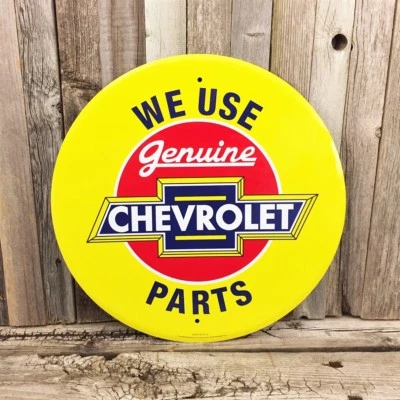 WE USE
Genuine
CHEVROLET
PARTS